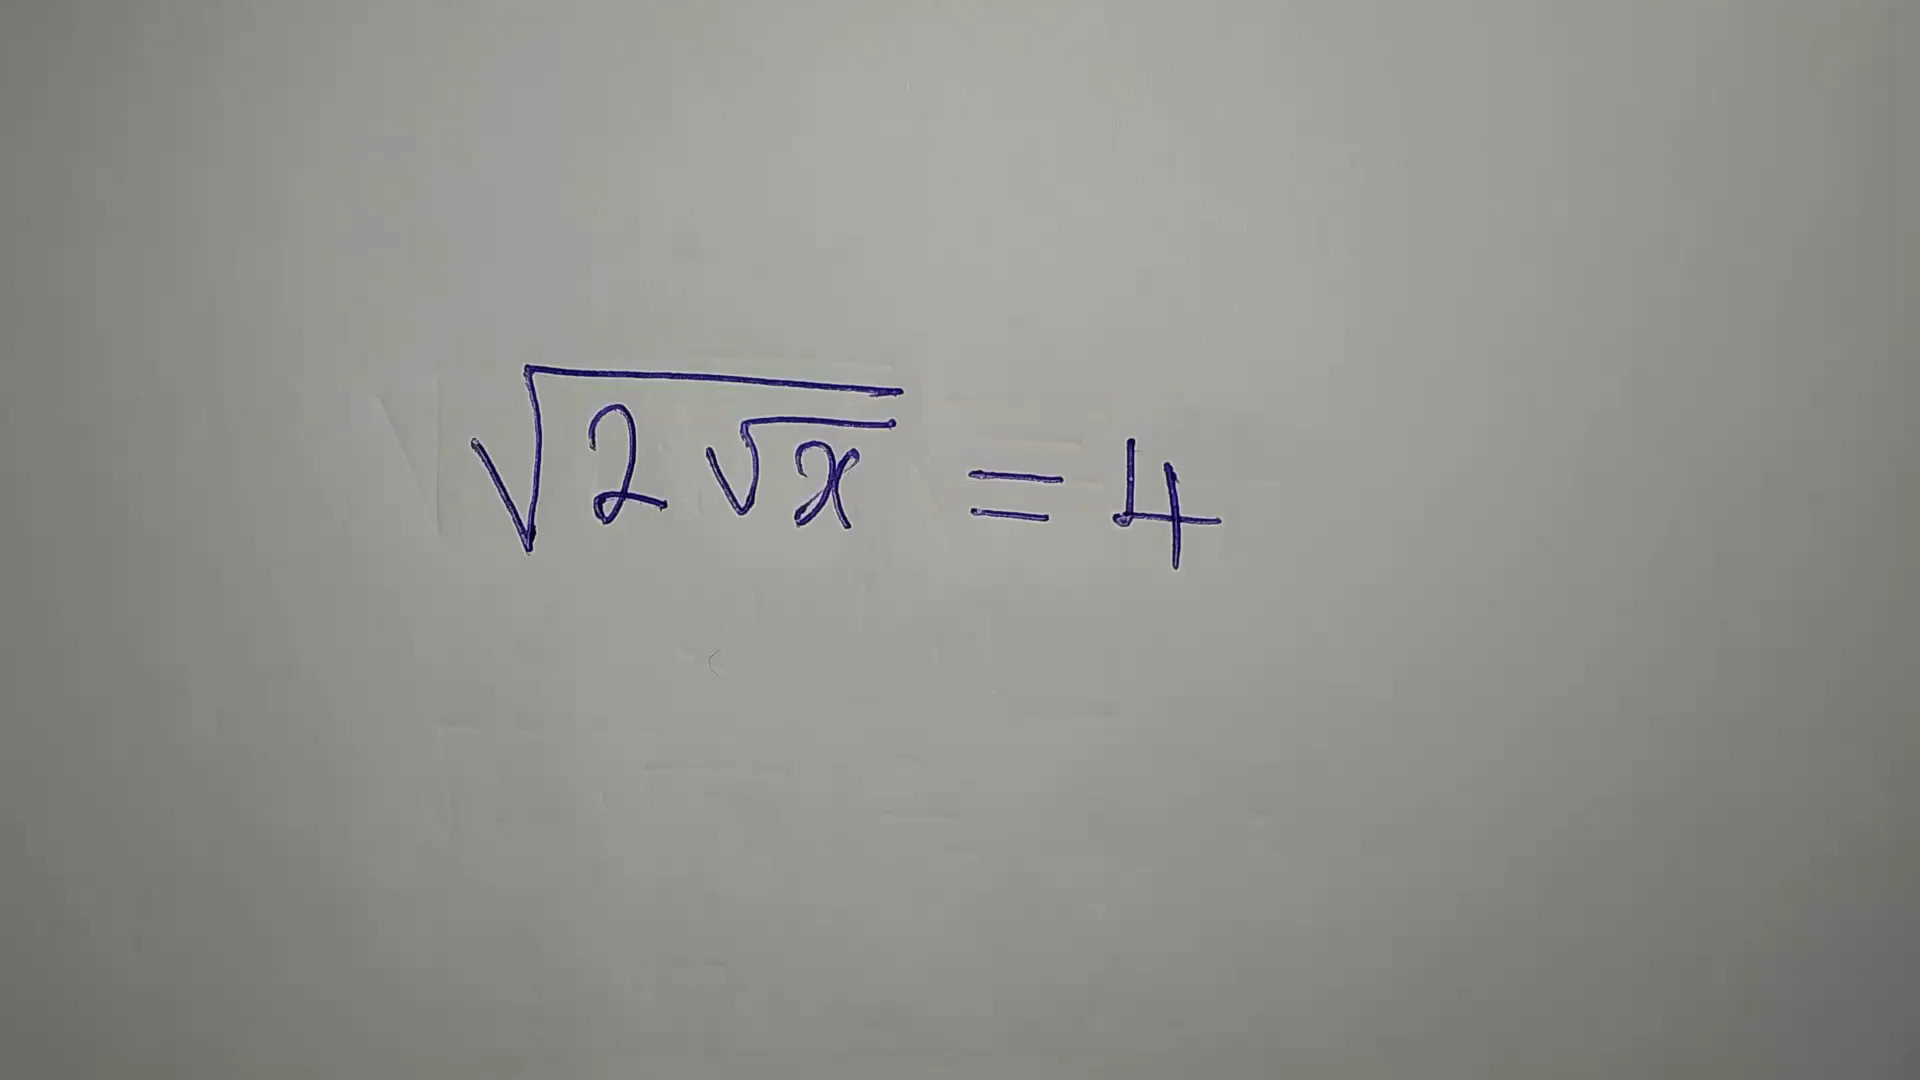 √(2√x) = 4